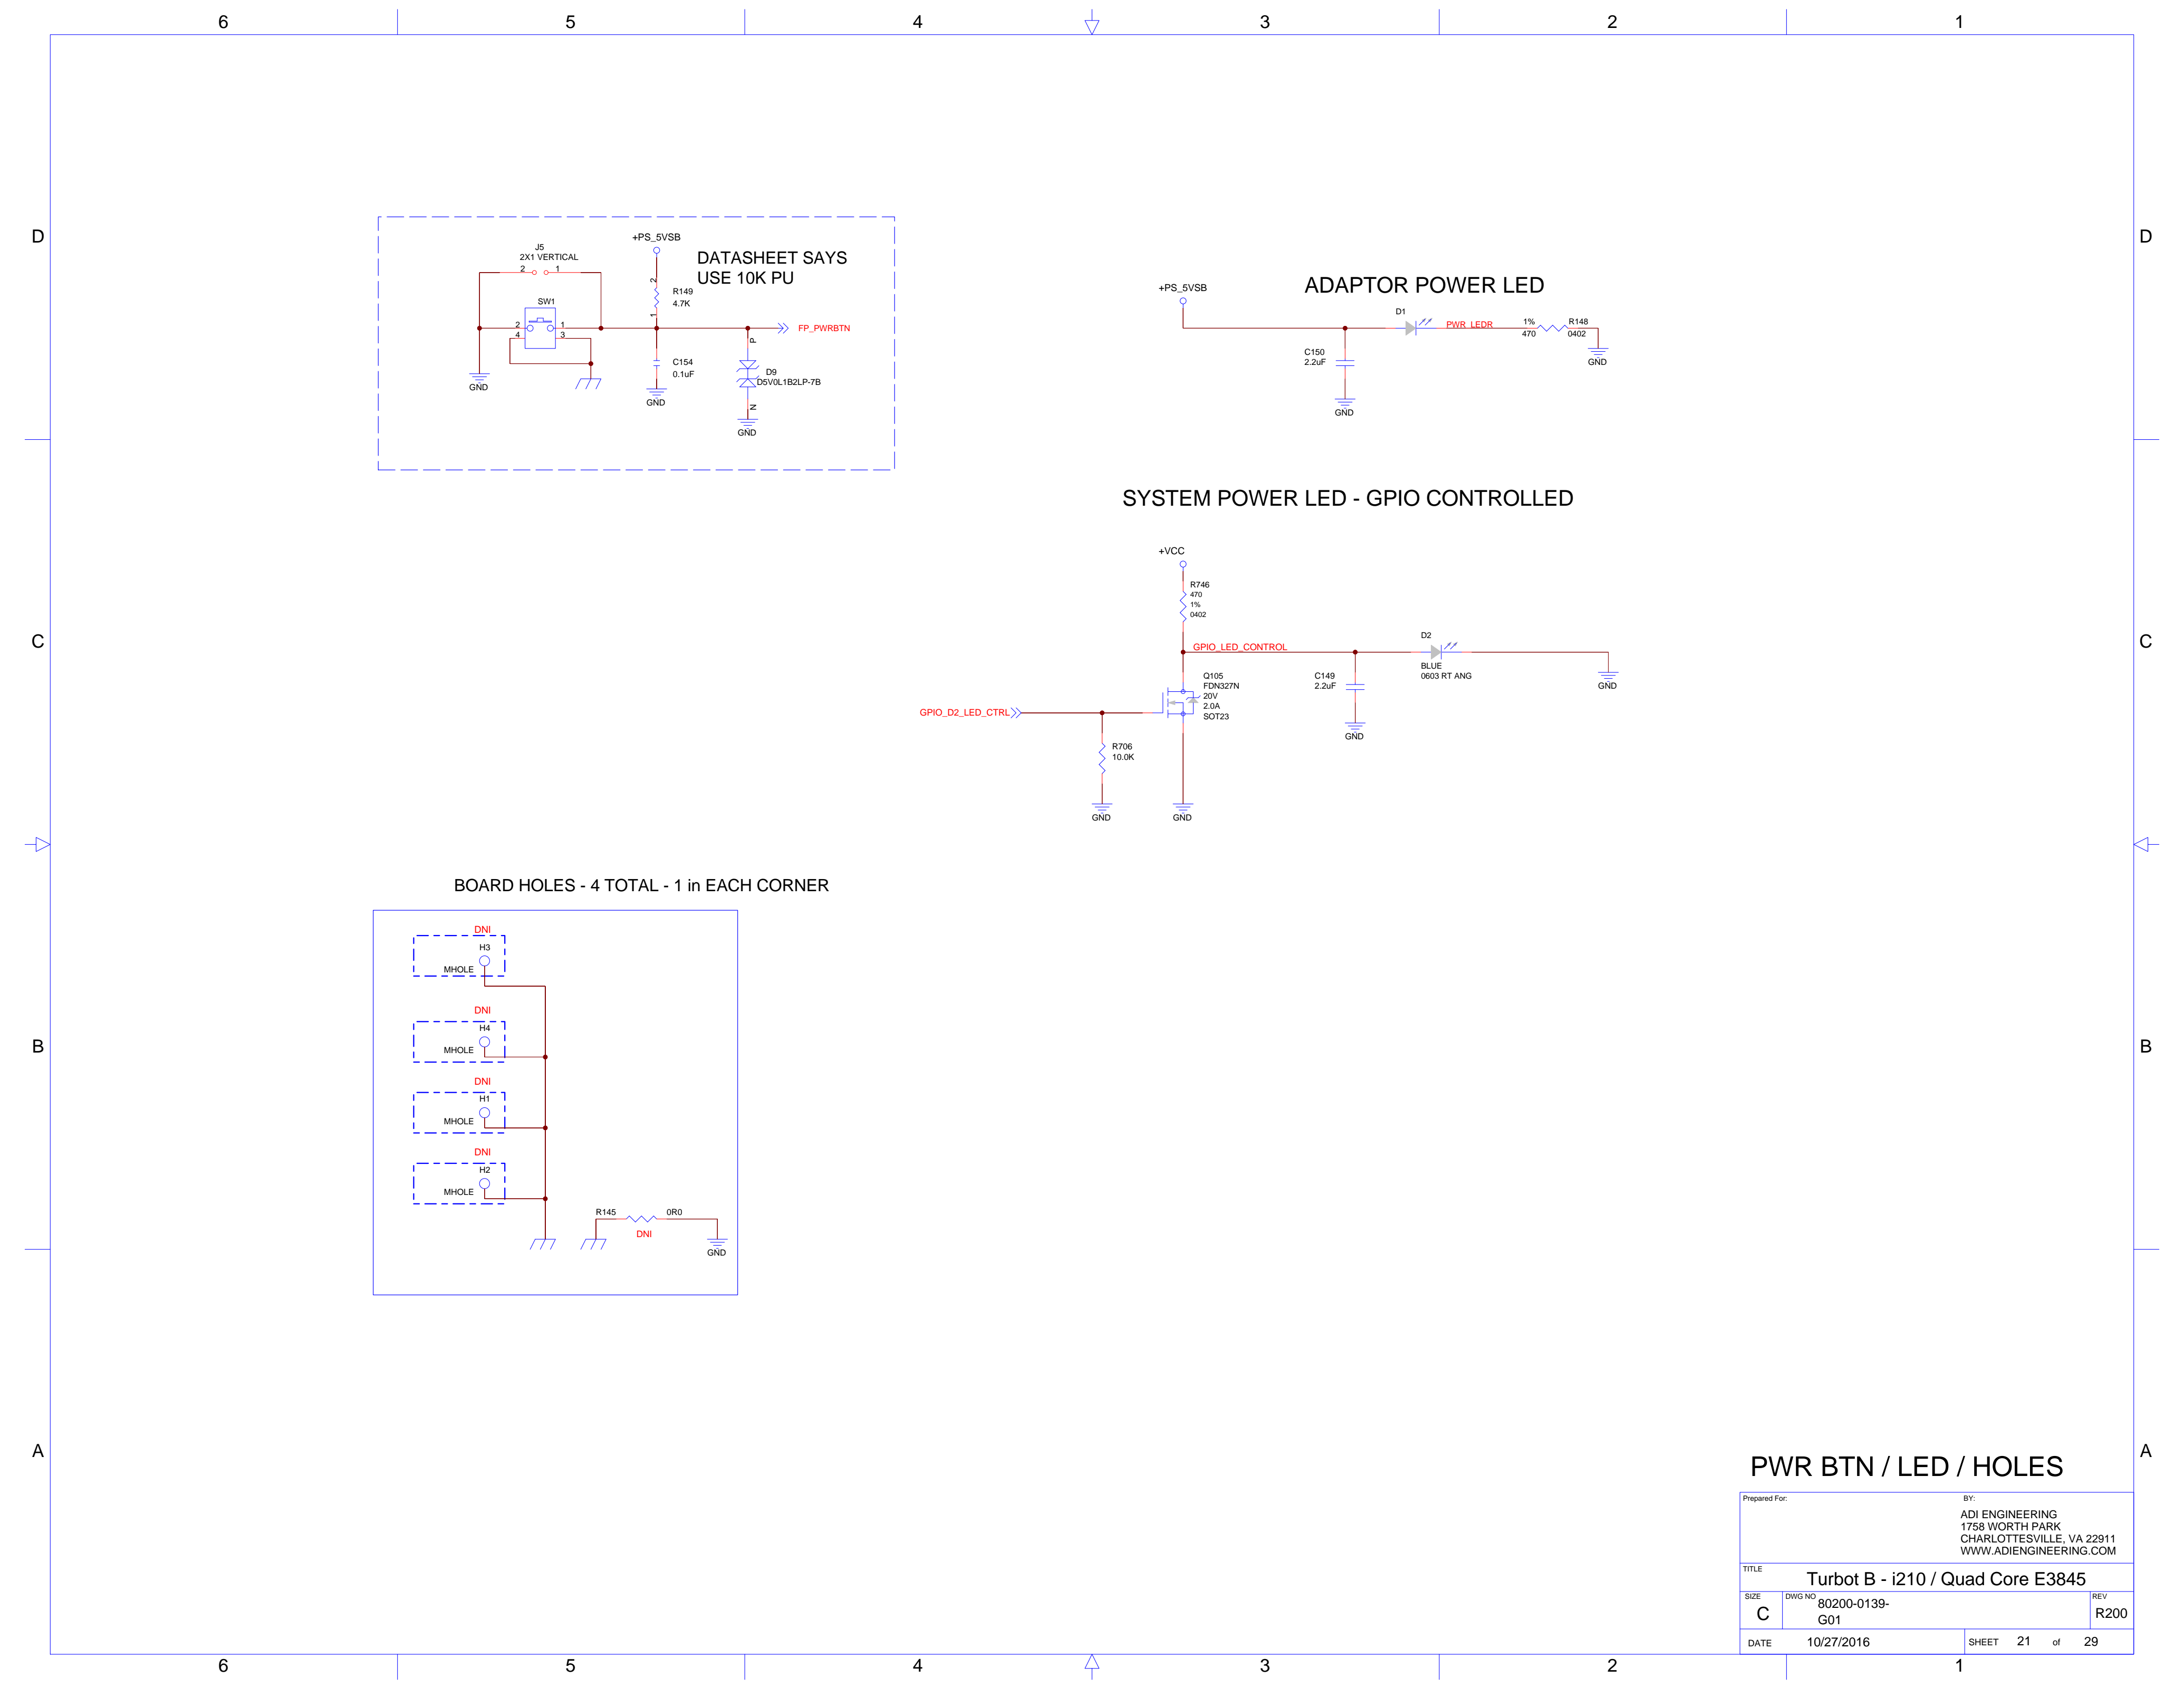 6 5 4 3 2 1
D D
C C
B B
A A
J5
2X1 VERTICAL
2 1
SW1
2 1
4 3
GND
+PS_5VSB
2
R149
4.7K
1
DATASHEET SAYS
USE 10K PU
FP_PWRBTN
C154
0.1uF
GND
P
D9
D5V0L1B2LP-7B
N
GND
ADAPTOR POWER LED
+PS_5VSB
D1
PWR_LEDR
1%
470
R148
0402
GND
C150
2.2uF
GND
SYSTEM POWER LED - GPIO CONTROLLED
+VCC
R746
470
1%
0402
GPIO_LED_CONTROL
D2
BLUE
0603 RT ANG
GND
C149
2.2uF
GND
Q105
FDN327N
20V
2.0A
SOT23
GPIO_D2_LED_CTRL
R706
10.0K
GND
GND
BOARD HOLES - 4 TOTAL - 1 in EACH CORNER
DNI
H3
MHOLE
DNI
H4
MHOLE
DNI
H1
MHOLE
DNI
H2
MHOLE
R145 0R0
DNI
GND
PWR BTN / LED / HOLES
Prepared For: BY:
ADI ENGINEERING
1758 WORTH PARK
CHARLOTTESVILLE, VA 22911
WWW.ADIENGINEERING.COM
TITLE
Turbot B - i210 / Quad Core E3845
SIZE
C
DWG NO
80200-0139-
G01
REV
R200
DATE 10/27/2016 SHEET 21 of 29
6 5 4 3 2 1